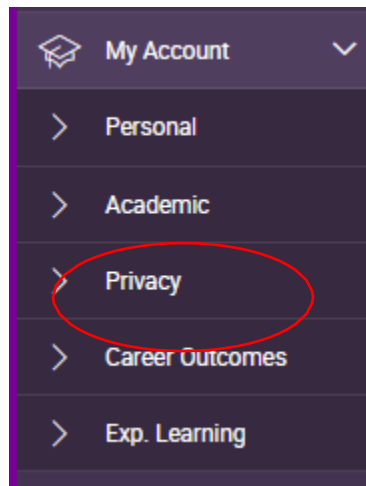 My Account
Personal
Academic
Privacy
Career Outcomes
Exp. Learning